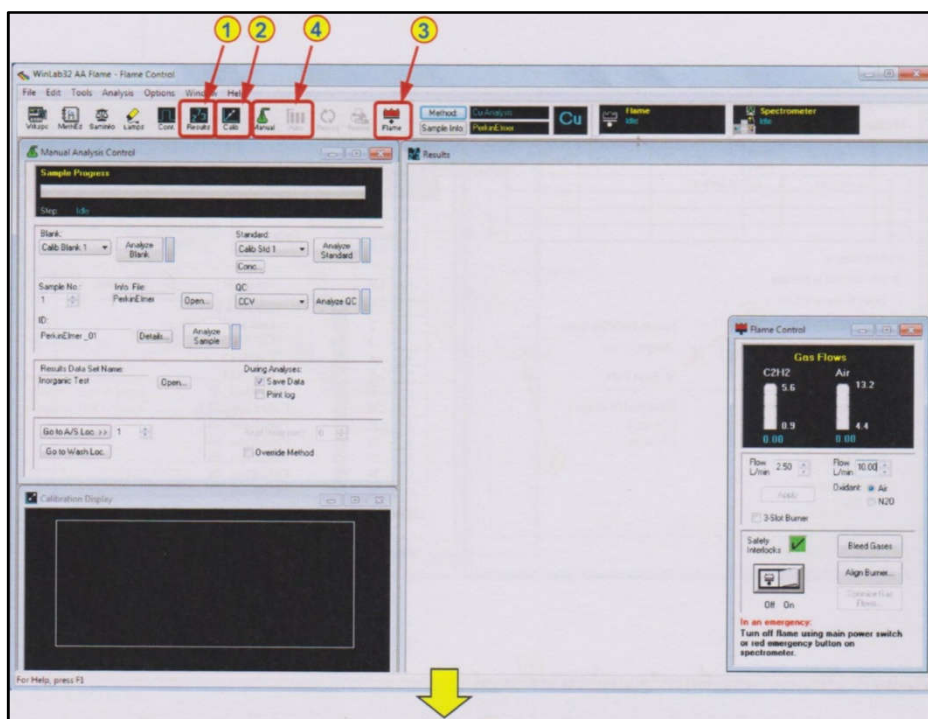 1 2 4 3
WinLab32 AA Flame - Flame Control
File Edit Tools Analysis Options Window Help
Wkspc MethEd SamInfo Lamps Cont. Results Calib Manual Flame
Method Cu Analysis
Sample Info PerkinElmer
Cu
Flame
Idle
Spectrometer
Idle
Manual Analysis Control
Sample Progress
Step: Idle
Blank: Standard:
Calib Blank 1 Analyze Blank Calib Std 1 Analyze Standard
Conc...
Sample No.: Info. File: QC:
1 PerkinElmer Open... CCV Analyze QC
ID:
PerkinElmer _01 Details... Analyze Sample
Results Data Set Name: During Analyses:
Inorganic Test Open... Save Data
Print log
Go to A/S Loc. >> 1 6
Go to Wash Loc. Override Method
Calibration Display
Results
Flame Control
Gas Flows
C2H2 Air
5.6 13.2
0.9 4.4
0.00 0.00
Flow L/min 2.50 Flow L/min 10.00
Apply Oxidant: Air
N2O
3-Slot Burner
Safety Interlocks Bleed Gases
Align Burner...
Off On
In an emergency:
Turn off flame using main power switch
or red emergency button on
spectrometer.
For Help, press F1